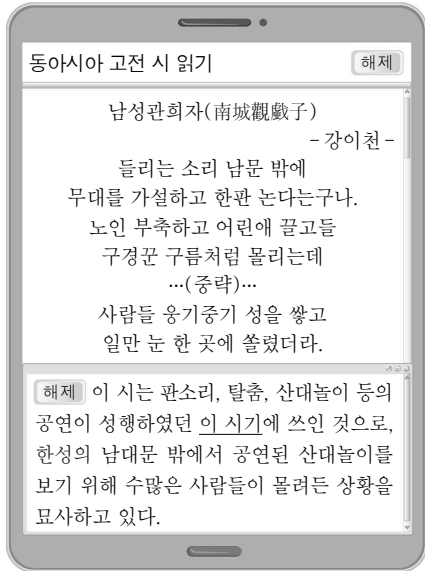 동아시아 고전 시 읽기
해제
남성관희자(南城觀戱子)
- 강이천 -
들리는 소리 남문 밖에
무대를 가설하고 한판 논다는구나.
노인 부축하고 어린애 끌고들
구경꾼 구름처럼 몰리는데
…(중략)…
사람들 옹기중기 성을 쌓고
일만 눈 한 곳에 쏠렸더라.
해제 이 시는 판소리, 탈춤, 산대놀이 등의
공연이 성행하였던 이 시기에 쓰인 것으로,
한성의 남대문 밖에서 공연된 산대놀이를
보기 위해 수많은 사람들이 몰려든 상황을
묘사하고 있다.